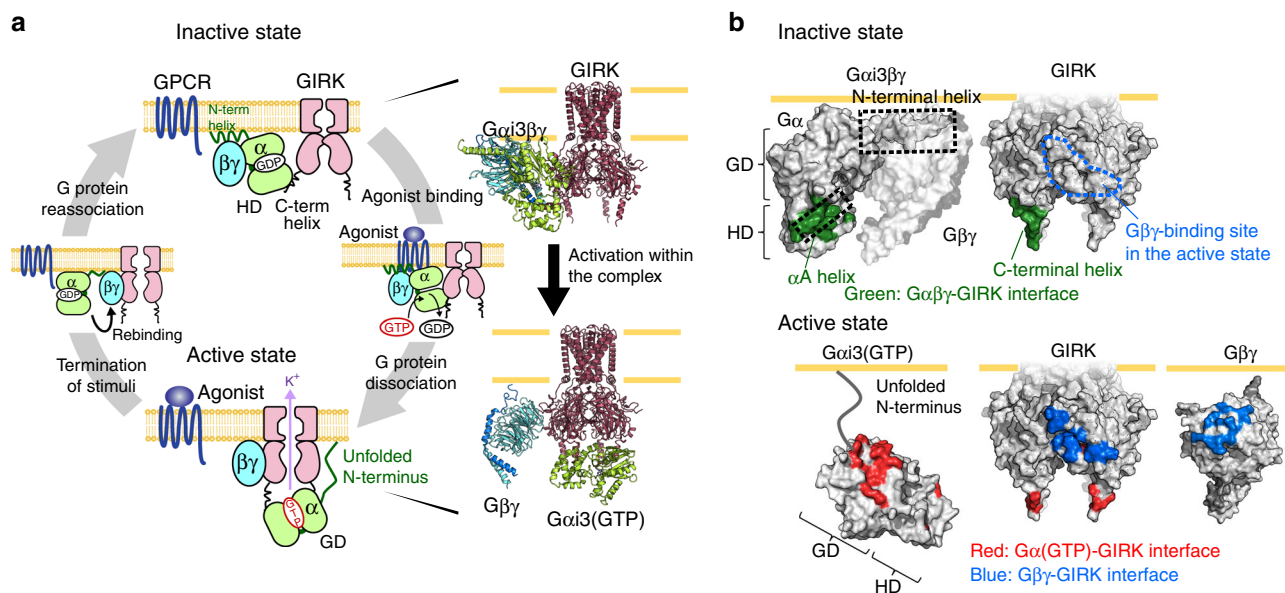 a
Inactive state
GPCR
GIRK
N-term
helix
α
GDP
βγ
HD
C-term
helix
G protein
reassociation
Agonist binding
Agonist
α
βγ
GTP
GDP
α
GDP
βγ
Rebinding
Termination
of stimuli
G protein
dissociation
Active state
K+
Agonist
βγ
Unfolded
N-terminus
GTP
α
GD
GIRK
Gαi3βγ
Activation within
the complex
Gβγ
Gαi3(GTP)
b
Inactive state
Gαi3βγ
N-terminal helix
GIRK
Gα
GD
HD
Gβγ
αA helix
C-terminal helix
Gβγ-binding site
in the active state
Green: Gαβγ-GIRK interface
Active state
Gαi3(GTP)
GIRK
Gβγ
Unfolded
N-terminus
GD
HD
Red: Gα(GTP)-GIRK interface
Blue: Gβγ-GIRK interface